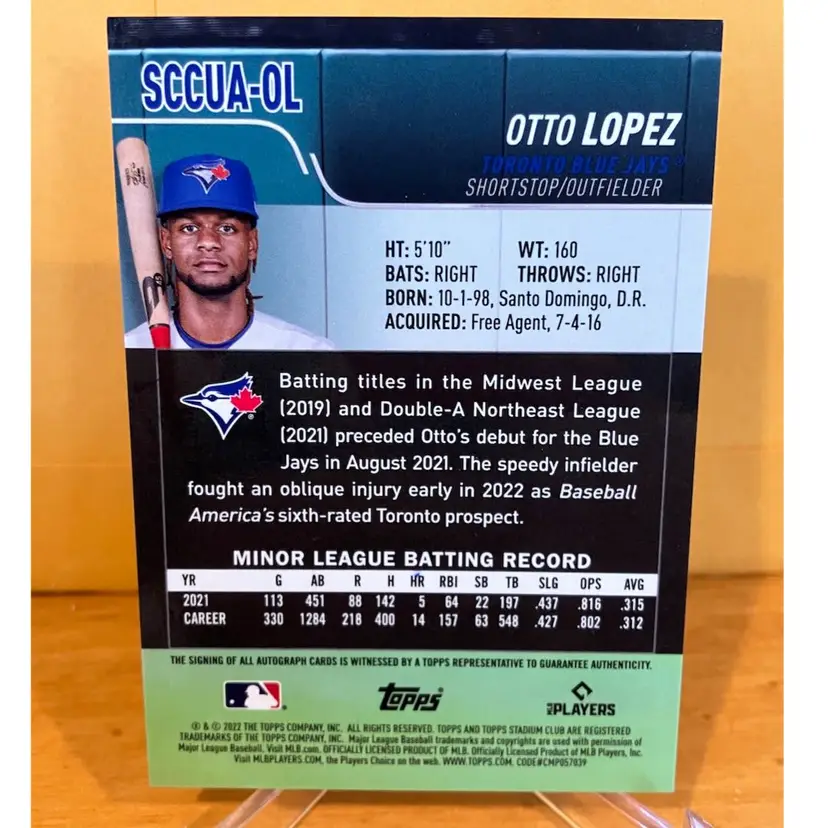 SCCUA-OL
OTTO LOPEZ
TORONTO BLUE JAYS®
SHORTSTOP/OUTFIELDER
HT: 5'10" WT: 160
BATS: RIGHT THROWS: RIGHT
BORN: 10-1-98, Santo Domingo, D.R.
ACQUIRED: Free Agent, 7-4-16
Batting titles in the Midwest League
(2019) and Double-A Northeast League
(2021) preceded Otto's debut for the Blue
Jays in August 2021. The speedy infielder
fought an oblique injury early in 2022 as Baseball
America's sixth-rated Toronto prospect.
MINOR LEAGUE BATTING RECORD
YR G AB R H HR RBI SB TB SLG OPS AVG
2021 113 451 88 142 5 64 22 197 .437 .816 .315
CAREER 330 1284 218 400 14 157 63 548 .427 .802 .312
THE SIGNING OF ALL AUTOGRAPH CARDS IS WITNESSED BY A TOPPS REPRESENTATIVE TO GUARANTEE AUTHENTICITY.
topps®
MLB PLAYERS
® & © 2022 THE TOPPS COMPANY, INC. ALL RIGHTS RESERVED. TOPPS AND TOPPS STADIUM CLUB ARE REGISTERED
TRADEMARKS OF THE TOPPS COMPANY, INC. Major League Baseball trademarks and copyrights are used with permission of
Major League Baseball. Visit MLB.com. OFFICIALLY LICENSED PRODUCT OF MLB. Officially Licensed Product of MLB Players, Inc.
Visit MLBPLAYERS.COM, the Players Choice on the web. WWW.TOPPS.COM. CODE#CMP057039